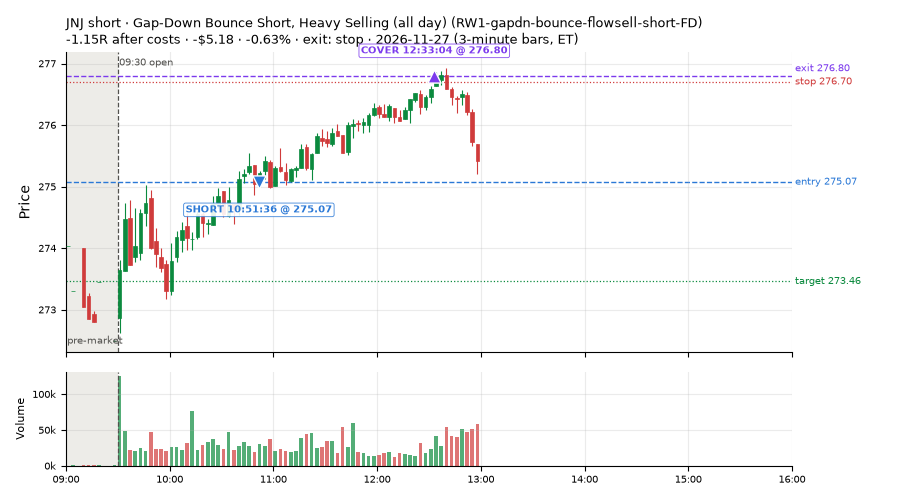 JNJ short · Gap-Down Bounce Short, Heavy Selling (all day) (RW1-gapdn-bounce-flowsell-short-FD)
-1.15R after costs · -$5.18 · -0.63% · exit: stop · 2026-11-27 (3-minute bars, ET)
COVER 12:33:04 @ 276.80
09:30 open
277
exit 276.80
stop 276.70
276
275
entry 275.07
SHORT 10:51:36 @ 275.07
274
target 273.46
273
pre-market
Price
100k
50k
0k
Volume
09:00
10:00
11:00
12:00
13:00
14:00
15:00
16:00